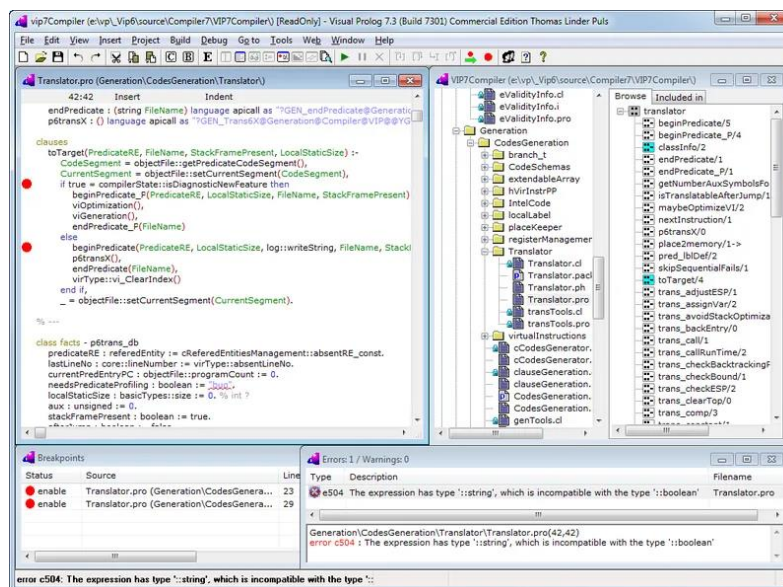 vip7Compiler (e:\vp\_Vip6\source\Compiler7\VIP7Compiler\) [ReadOnly] - Visual Prolog 7.3 (Build 7301) Commercial Edition Thomas Linder Puls
File Edit View Insert Project Build Debug Go to Tools Web Window Help
Translator.pro (Generation\CodesGeneration\Translator\)
42:42 Insert Indent
endPredicate : (string FileName) language apicall as "?GEN_endPredicate@Generatic
p6transX : () language apicall as "?GEN_Trans6X@Generation@Compiler@VIP@@YG
clauses
toTarget(PredicateRE, FileName, StackFramePresent, LocalStaticSize) :-
CodeSegment = objectFile::getPredicateCodeSegment(),
CurrentSegment = objectFile::setCurrentSegment(CodeSegment),
if true = compilerState::isDiagnosticNewFeature then
beginPredicate_P(PredicateRE, LocalStaticSize, FileName, StackFramePresent)
viOptimization(),
viGeneration(),
endPredicate_P(FileName)
else
beginPredicate(PredicateRE, LocalStaticSize, log::writeString, FileName, Stackl
p6transX(),
endPredicate(FileName),
virType::vi_ClearIndex()
end if,
_ = objectFile::setCurrentSegment(CurrentSegment).
% ---
class facts - p6trans_db
predicateRE : referedEntity := cReferedEntitiesManagement::absentRE_const.
lastLineNo : core::lineNumber := virType::absentLineNo.
currentPredEntryPC : objectFile::programCount := 0.
needsPredicateProfiling : boolean := "bug".
localStaticSize : basicTypes::size := 0. % int ?
aux : unsigned := 0.
stackFramePresent : boolean := true.
VIP7Compiler (e:\vp\_Vip6\source\Compiler7\VIP7Compiler\)
eValidityInfo.cl
eValidityInfo.i
eValidityInfo.pro
Generation
CodesGeneration
branch_t
CodeSchemas
extendableArray
hVirInstrPP
IntelCode
localLabel
placeKeeper
registerManagemer
Translator
Translator.cl
Translator.pack
Translator.ph
Translator.pro
transTools.cl
transTools.pro
virtualInstructions
cCodesGenerator.
cCodesGenerator.
clauseGeneration.
clauseGeneration.
CodesGeneration.
CodesGeneration.
genTools.cl
Browse Included in
translator
beginPredicate/5
beginPredicate_P/4
classInfo/2
endPredicate/1
endPredicate_P/1
getNumberAuxSymbolsFo
isTranslatableAfterJump/1
maybeOptimizeVI/2
nextInstruction/1
p6transX/0
place2memory/1->
pred_lblDef/2
skipSequentialFails/1
toTarget/4
trans_adjustESP/1
trans_assignVar/2
trans_avoidStackOptimiza
trans_backEntry/0
trans_call/1
trans_callRunTime/2
trans_checkBacktrackingF
trans_checkBound/1
trans_checkESP/2
trans_clearTop/0
trans_comp/3
Breakpoints
Status Source Line
enable Translator.pro (Generation\CodesGenera... 23
enable Translator.pro (Generation\CodesGenera... 29
Errors: 1 / Warnings: 0
Type Description Filename
e504 The expression has type '::string', which is incompatible with the type '::boolean' Translator.pro
Generation\CodesGeneration\Translator\Translator.pro(42,42)
error c504 : The expression has type '::string', which is incompatible with the type '::boolean'
error c504: The expression has type '::string', which is incompatible with the type '::